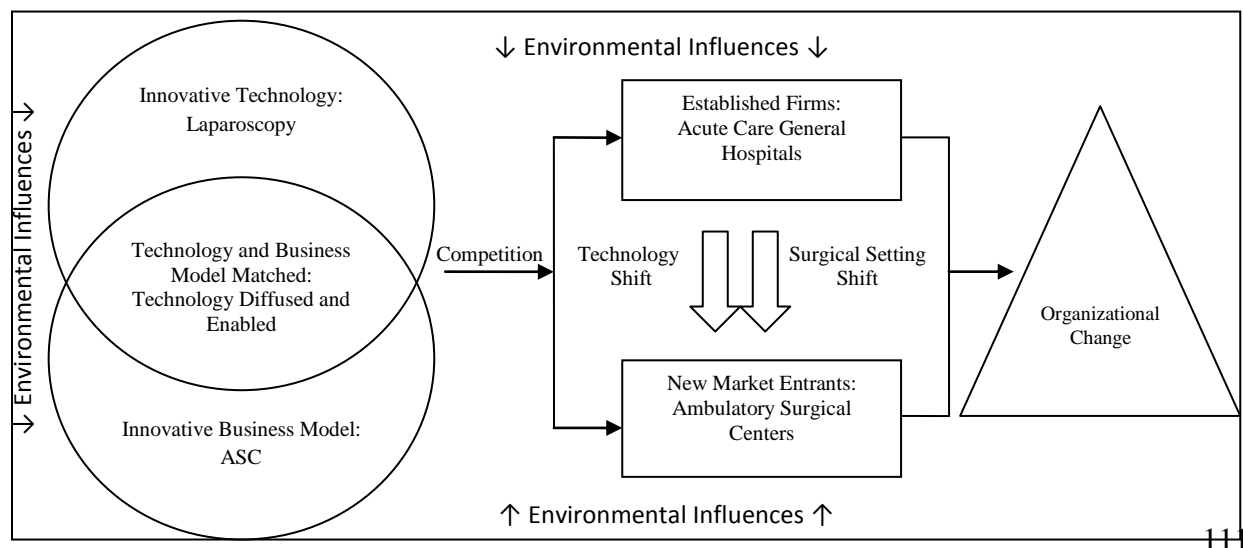 ↓ Environmental Influences ↓
↓ Environmental Influences ↓
Innovative Technology:
Laparoscopy
Technology and Business
Model Matched:
Technology Diffused and
Enabled
Innovative Business Model:
ASC
Competition
Established Firms:
Acute Care General
Hospitals
Technology
Shift
Surgical Setting
Shift
New Market Entrants:
Ambulatory Surgical
Centers
Organizational
Change
↑ Environmental Influences ↑
111